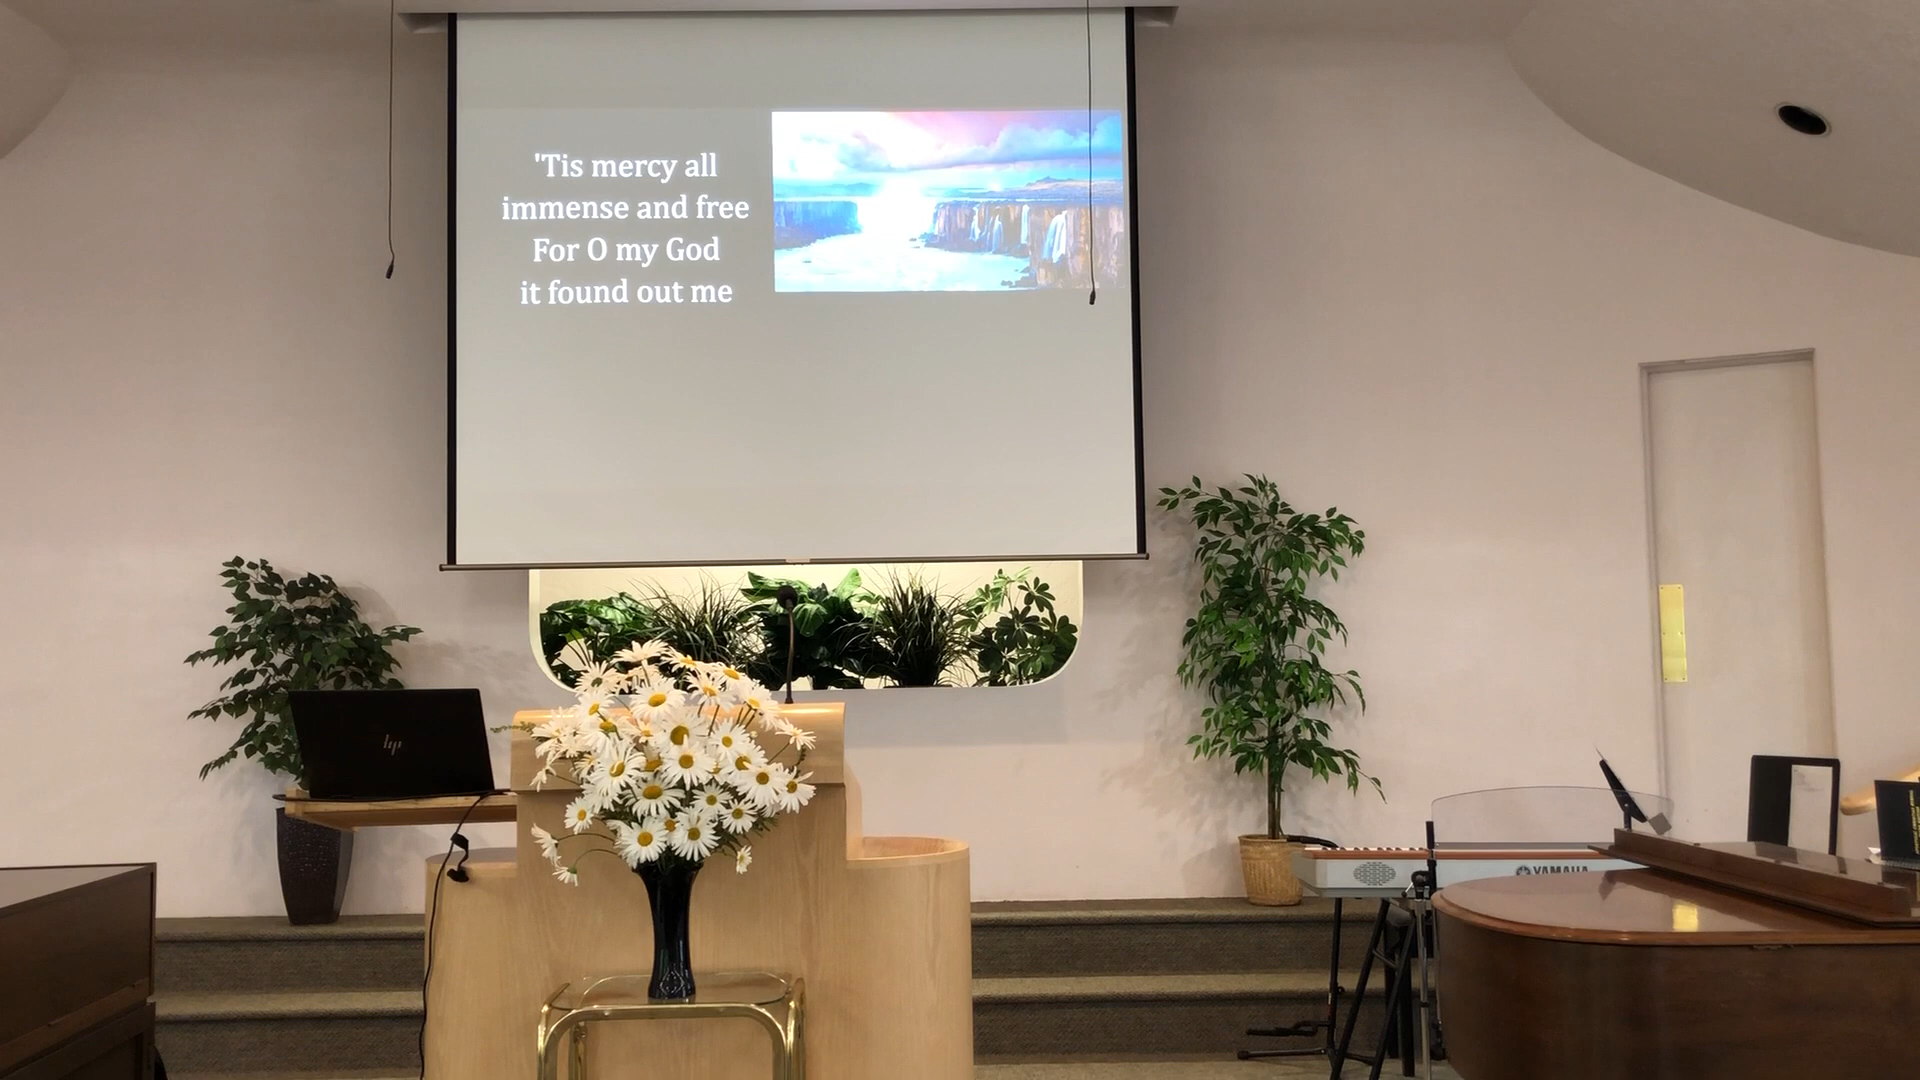 'Tis mercy all
immense and free
For O my God
it found out me
hp
YAMAHA